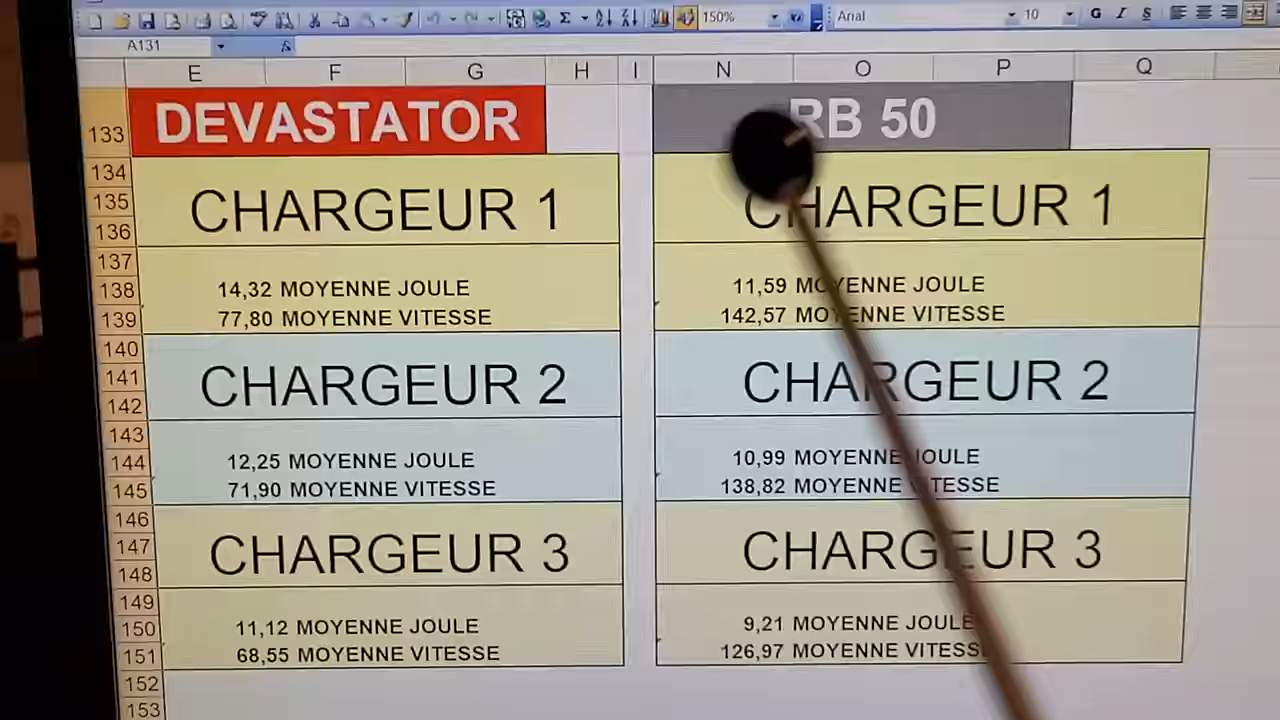 150%
Arial
10
G I S
A131
E F G H I N O P Q
133 DEVASTATOR RB 50
134
135 CHARGEUR 1 CHARGEUR 1
136
137
138 14,32 MOYENNE JOULE 11,59 MOYENNE JOULE
139 77,80 MOYENNE VITESSE 142,57 MOYENNE VITESSE
140
141 CHARGEUR 2 CHARGEUR 2
142
143
144 12,25 MOYENNE JOULE 10,99 MOYENNE JOULE
145 71,90 MOYENNE VITESSE 138,82 MOYENNE VITESSE
146
147 CHARGEUR 3 CHARGEUR 3
148
149
150 11,12 MOYENNE JOULE 9,21 MOYENNE JOULE
151 68,55 MOYENNE VITESSE 126,97 MOYENNE VITESSE
152
153